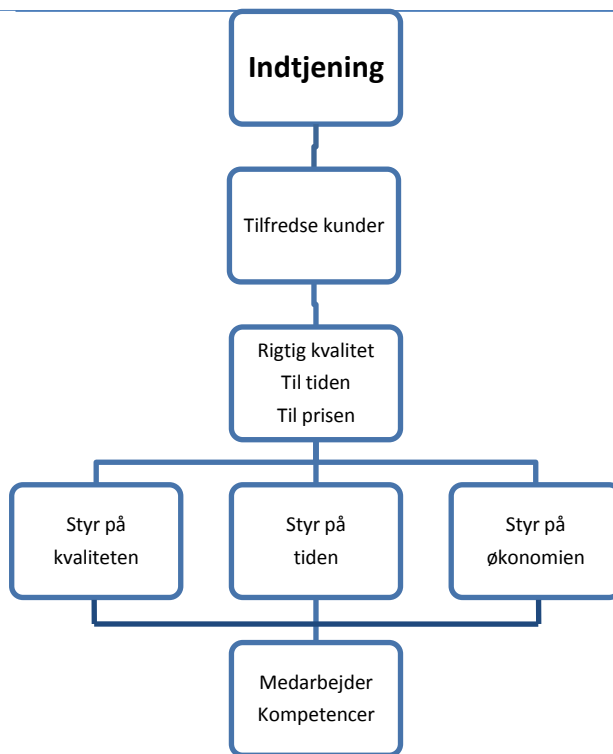 Indtjening
Tilfredse kunder
Rigtig kvalitet
Til tiden
Til prisen
Styr på
kvaliteten
Styr på
tiden
Styr på
økonomien
Medarbejder
Kompetencer